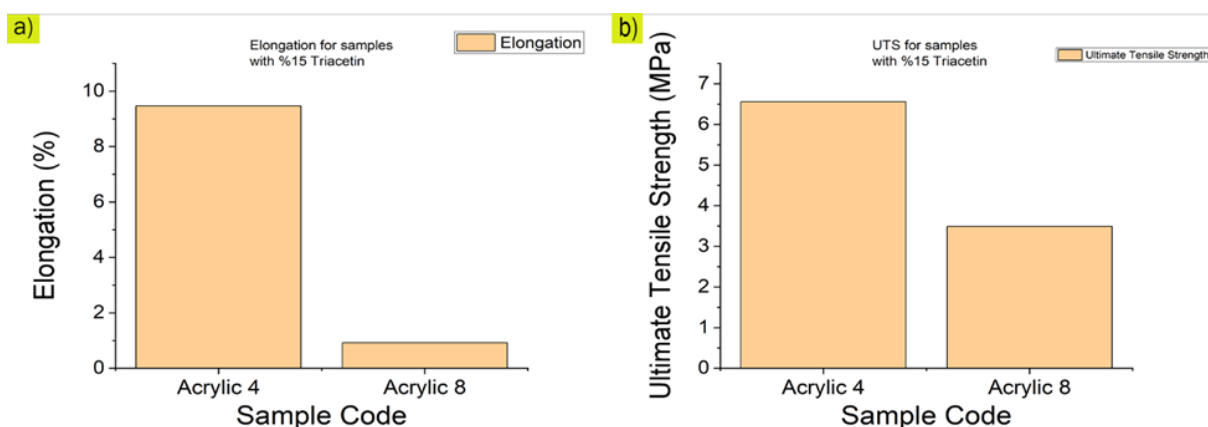 a)
Elongation for samples
with %15 Triacetin
Elongation
Elongation (%)
10
8
6
4
2
0
Acrylic 4
Acrylic 8
Sample Code
b)
UTS for samples
with %15 Triacetin
Ultimate Tensile Strength
Ultimate Tensile Strength (MPa)
7
6
5
4
3
2
1
0
Acrylic 4
Acrylic 8
Sample Code